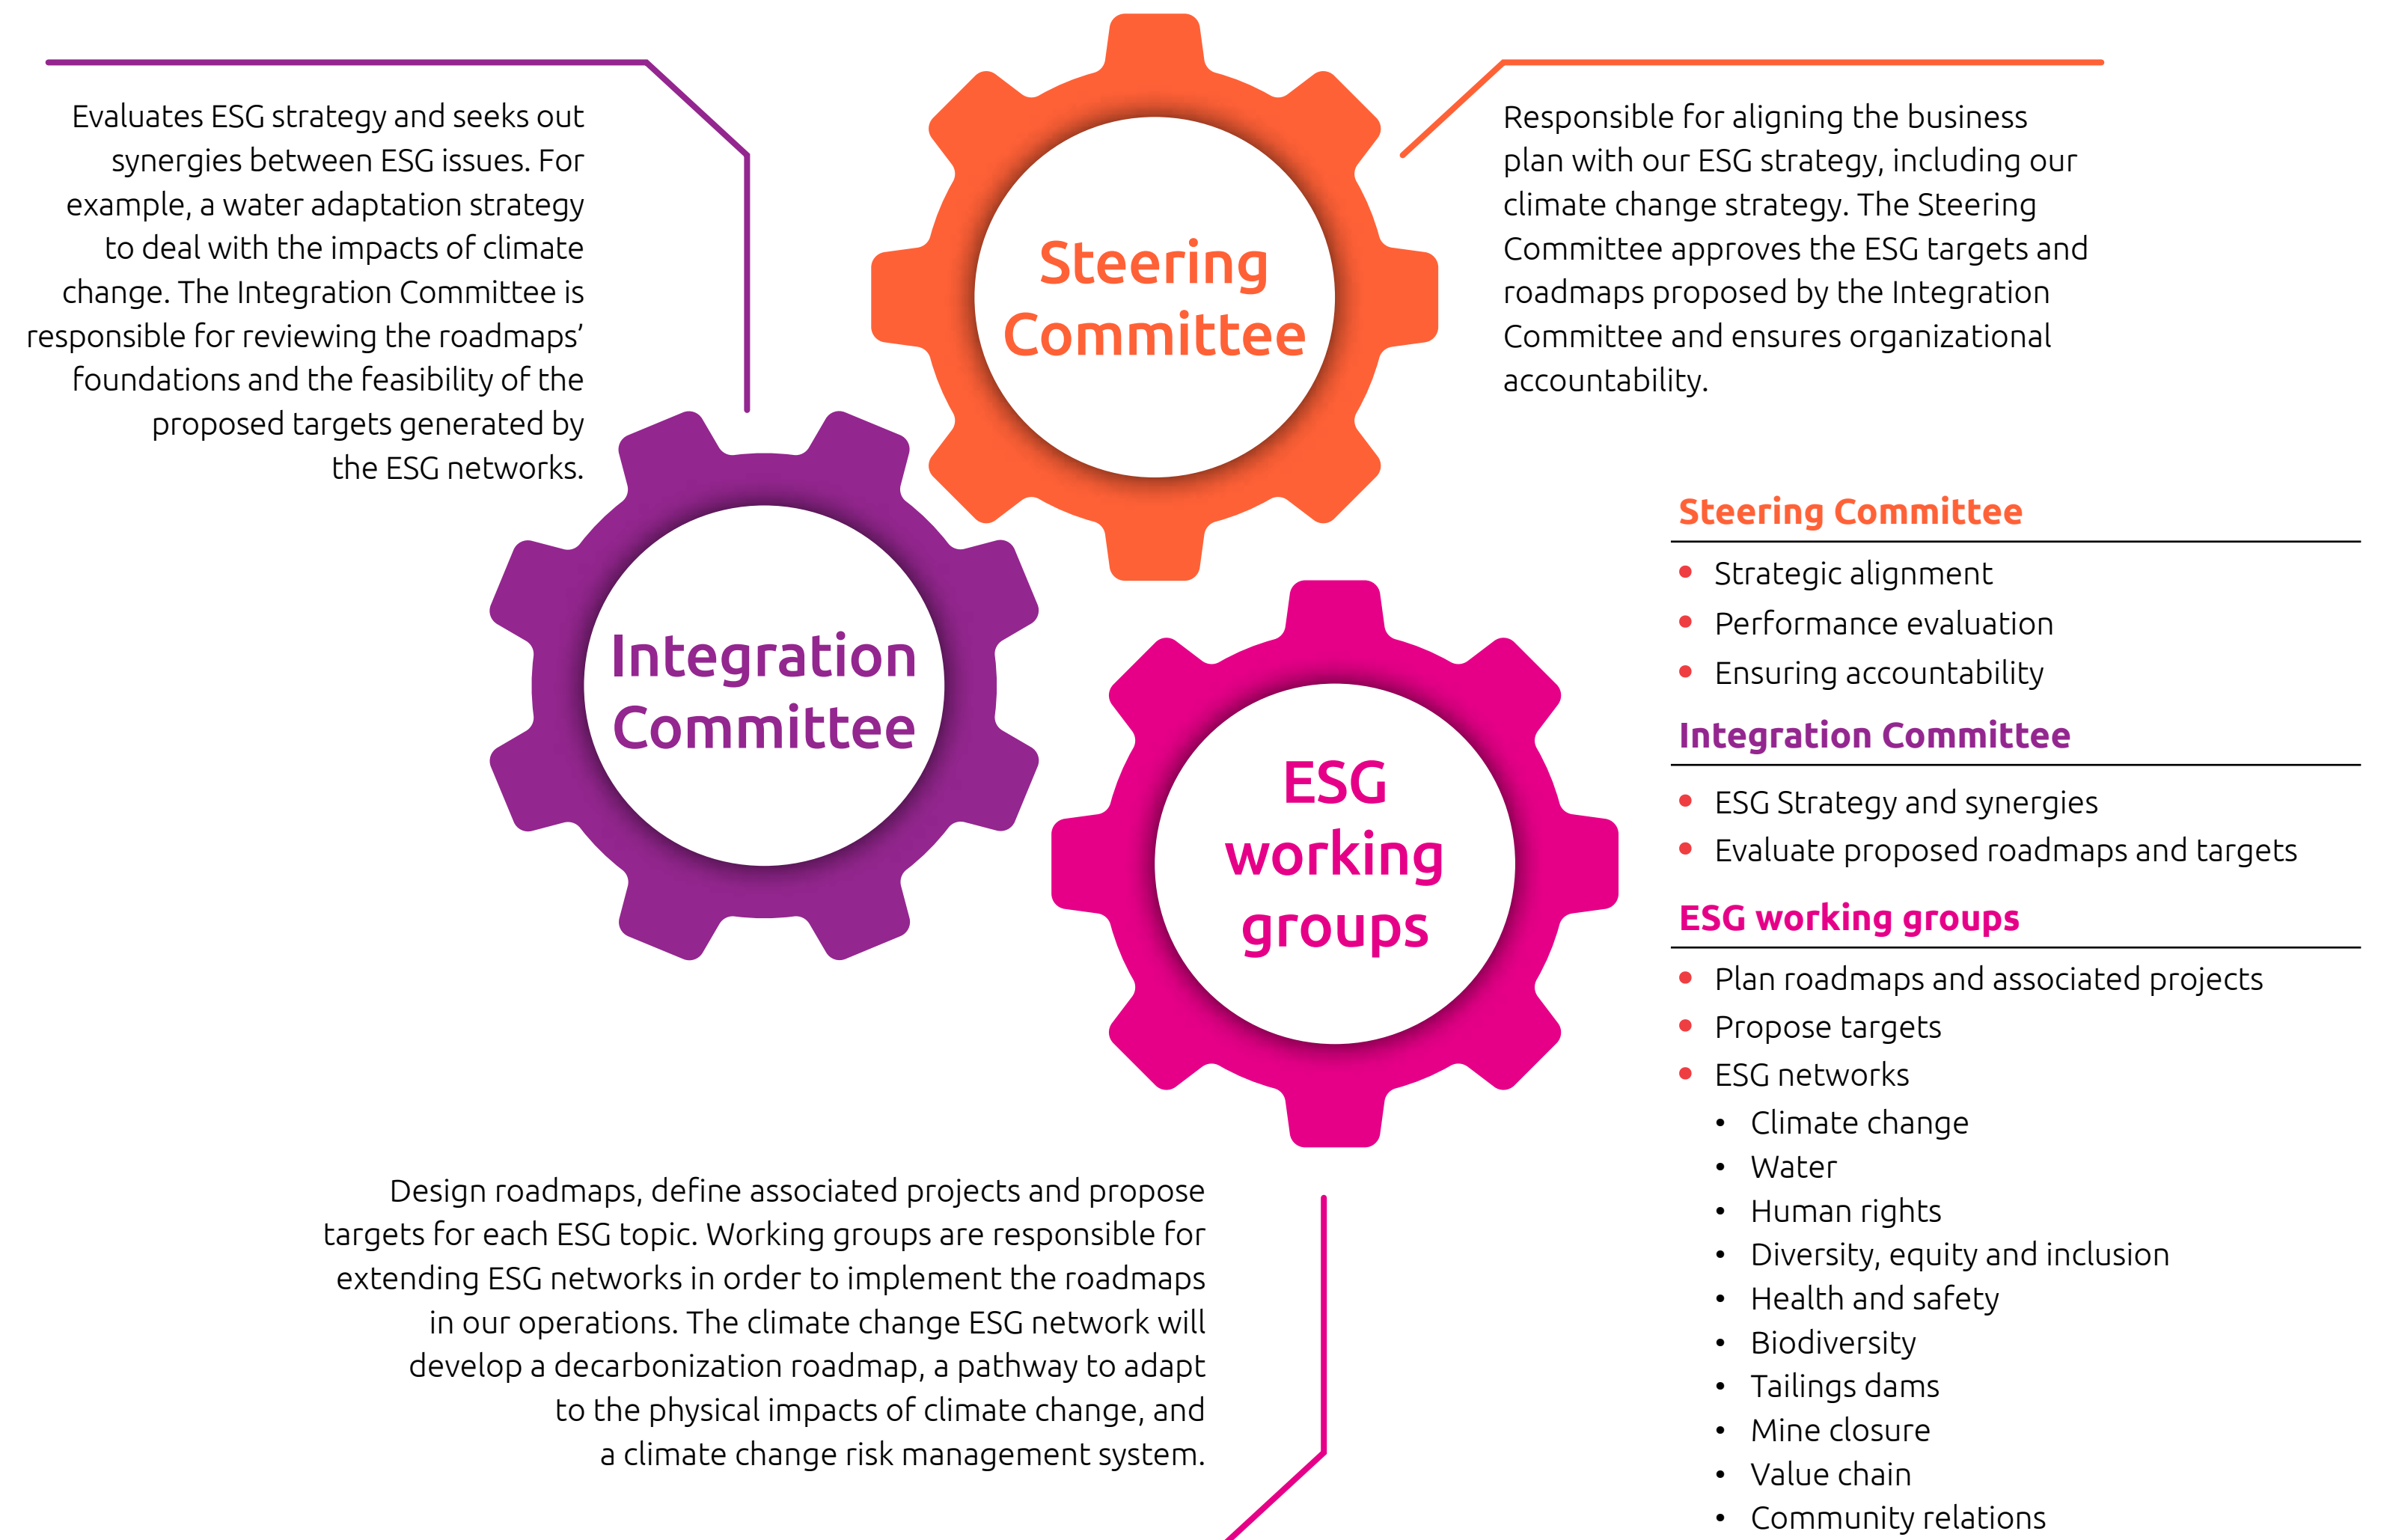 Evaluates ESG strategy and seeks out
synergies between ESG issues. For
example, a water adaptation strategy
to deal with the impacts of climate
change. The Integration Committee is
responsible for reviewing the roadmaps’
foundations and the feasibility of the
proposed targets generated by
the ESG networks.
Steering
Committee
Responsible for aligning the business
plan with our ESG strategy, including our
climate change strategy. The Steering
Committee approves the ESG targets and
roadmaps proposed by the Integration
Committee and ensures organizational
accountability.
Integration
Committee
ESG
working
groups
Design roadmaps, define associated projects and propose
targets for each ESG topic. Working groups are responsible for
extending ESG networks in order to implement the roadmaps
in our operations. The climate change ESG network will
develop a decarbonization roadmap, a pathway to adapt
to the physical impacts of climate change, and
a climate change risk management system.
Steering Committee
• Strategic alignment
• Performance evaluation
• Ensuring accountability
Integration Committee
• ESG Strategy and synergies
• Evaluate proposed roadmaps and targets
ESG working groups
• Plan roadmaps and associated projects
• Propose targets
• ESG networks
• Climate change
• Water
• Human rights
• Diversity, equity and inclusion
• Health and safety
• Biodiversity
• Tailings dams
• Mine closure
• Value chain
• Community relations